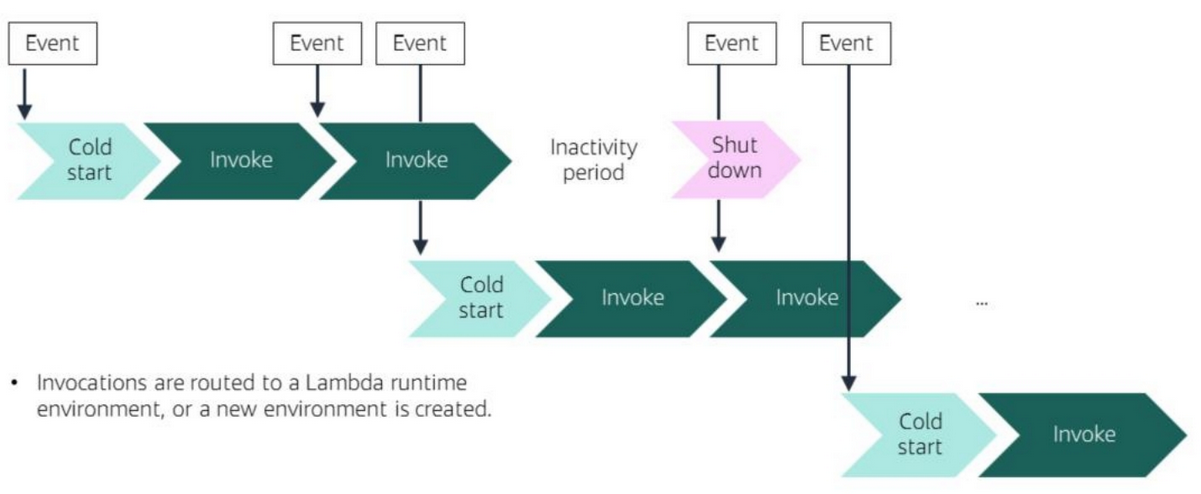 Event
Event
Event
Event
Event
Cold
start
Invoke
Invoke
Inactivity
period
Shut
down
Cold
start
Invoke
Invoke
...
• Invocations are routed to a Lambda runtime
environment, or a new environment is created.
Cold
start
Invoke